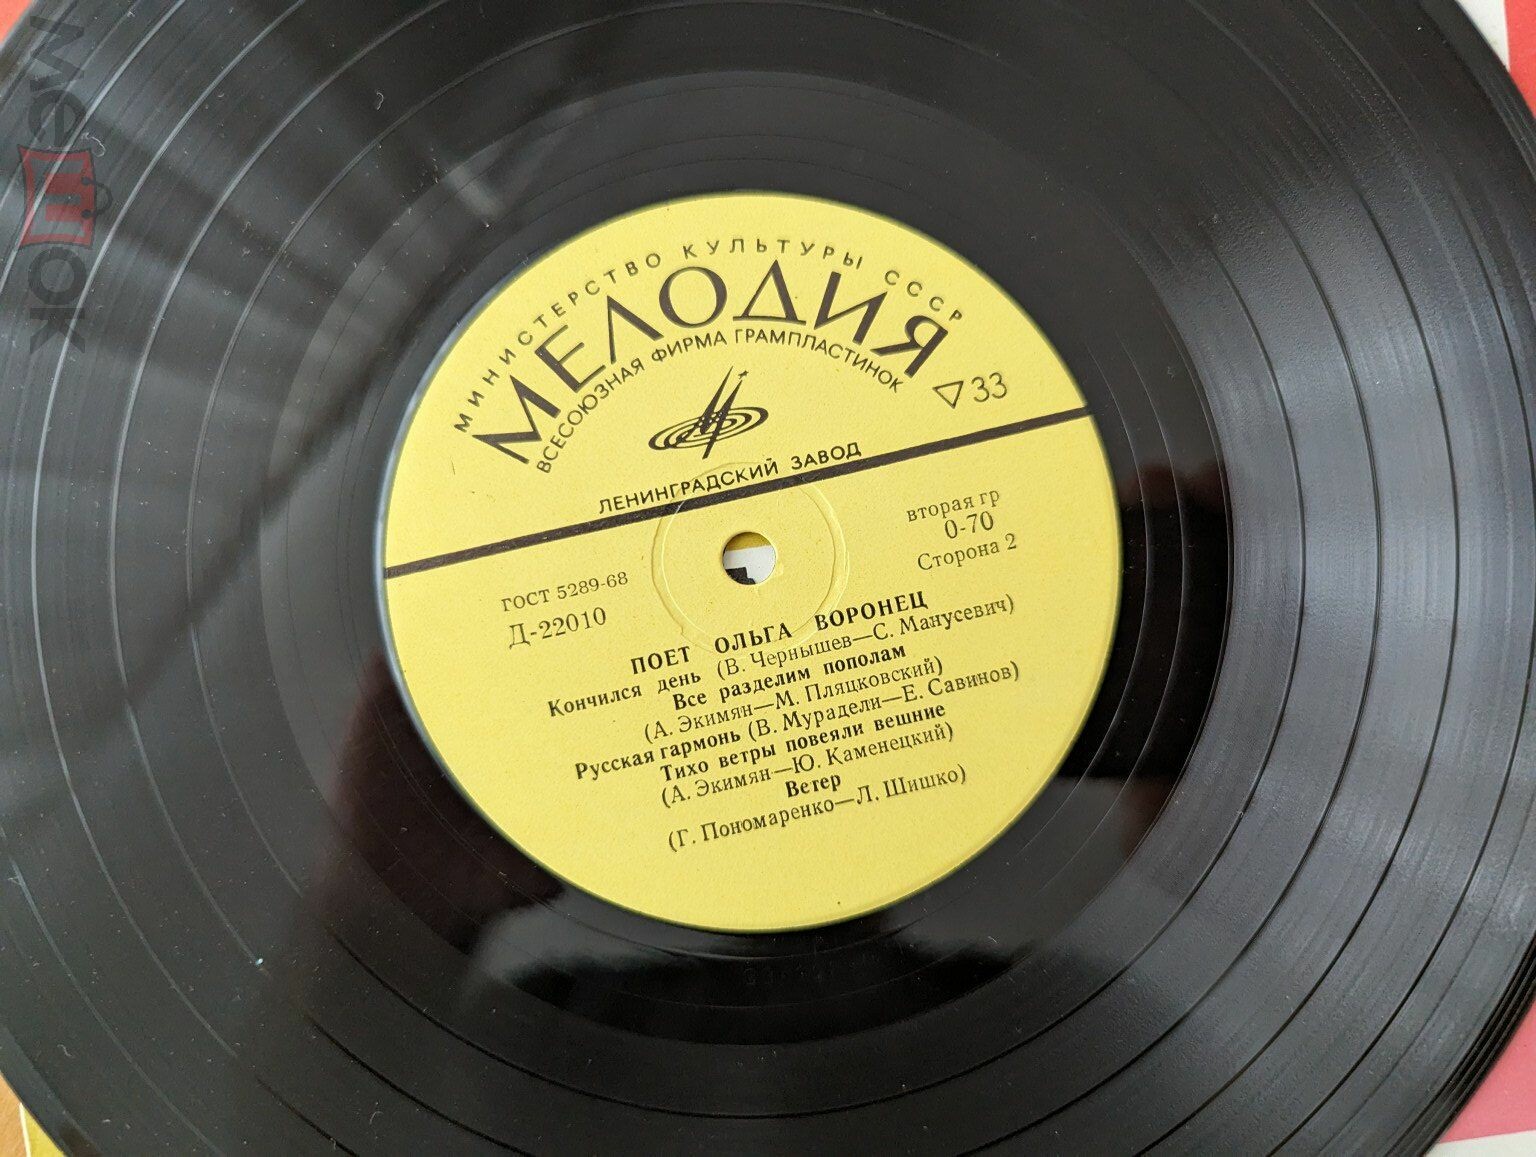 МешОК
МИНИСТЕРСТВО КУЛЬТУРЫ СССР
МЕЛОДИЯ
ВСЕСОЮЗНАЯ ФИРМА ГРАМПЛАСТИНОК
33
ЛЕНИНГРАДСКИЙ ЗАВОД
вторая гр
0-70
Сторона 2
ГОСТ 5289-68
Д-22010
ПОЕТ ОЛЬГА ВОРОНЕЦ
Кончился день (В. Чернышев—С. Манусевич)
Все разделим пополам
(А. Экимян—М. Пляцковский)
Русская гармонь (В. Мурадели—Е. Савинов)
Тихо ветры повеяли вешние
(А. Экимян—Ю. Каменецкий)
Ветер
(Г. Пономаренко—Л. Шишко)